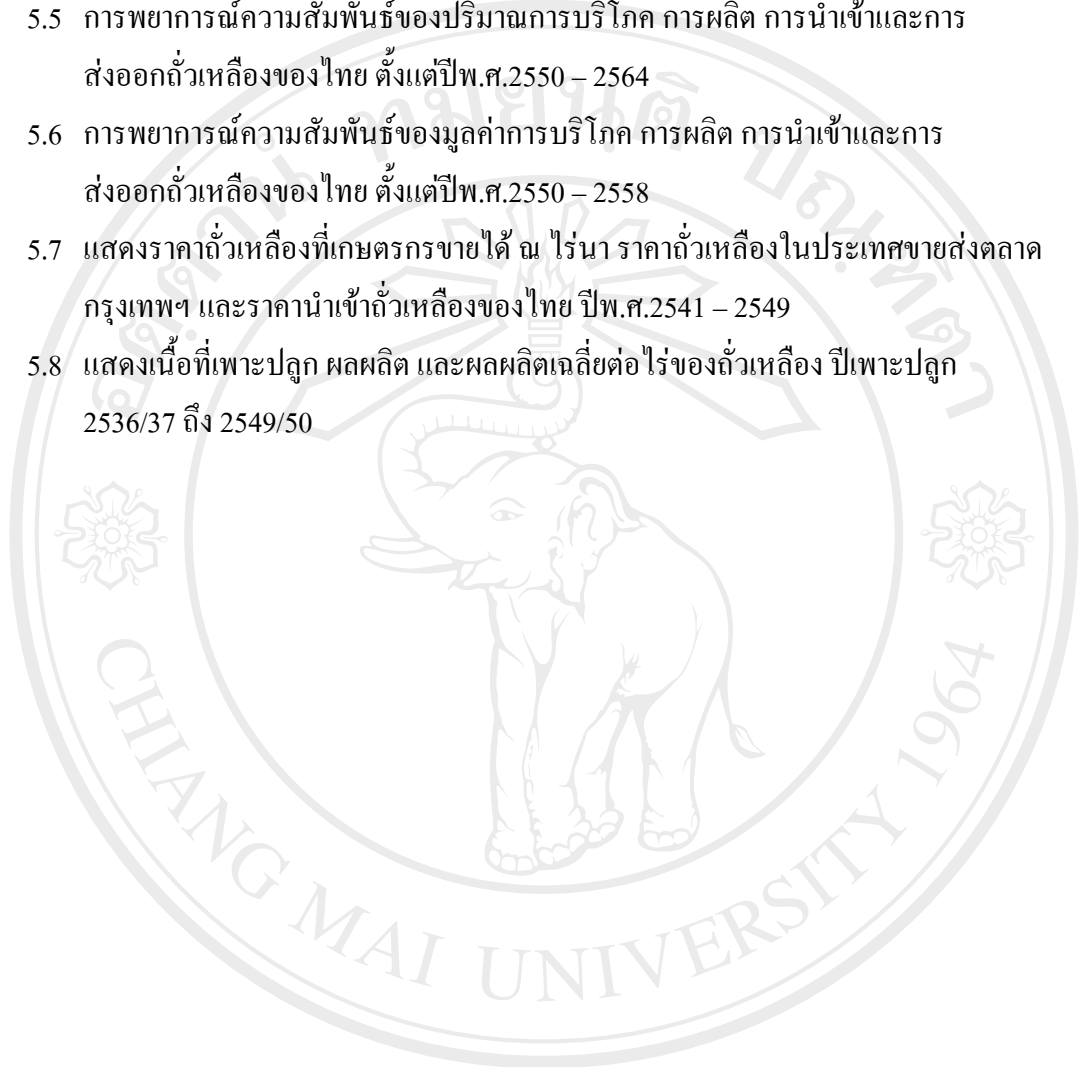 5.5 การพยากรณ์ความสัมพันธ์ของปริมาณการบริโภค การผลิต การนำเข้าและการ
ส่งออกถั่วเหลืองของไทย ตั้งแต่ปีพ.ศ.2550 – 2564
5.6 การพยากรณ์ความสัมพันธ์ของมูลค่าการบริโภค การผลิต การนำเข้าและการ
ส่งออกถั่วเหลืองของไทย ตั้งแต่ปีพ.ศ.2550 – 2558
5.7 แสดงราคาถั่วเหลืองที่เกษตรกรขายได้ ณ ไร่นา ราคาถั่วเหลืองในประเทศขายส่งตลาด
กรุงเทพฯ และราคานำเข้าถั่วเหลืองของไทย ปีพ.ศ.2541 – 2549
5.8 แสดงเนื้อที่เพาะปลูก ผลผลิต และผลผลิตเฉลี่ยต่อไร่ของถั่วเหลือง ปีเพาะปลูก
2536/37 ถึง 2549/50
อตฺตานํ ทมยนฺติ ปณฺฑิตา
CHIANG MAI UNIVERSITY 1964